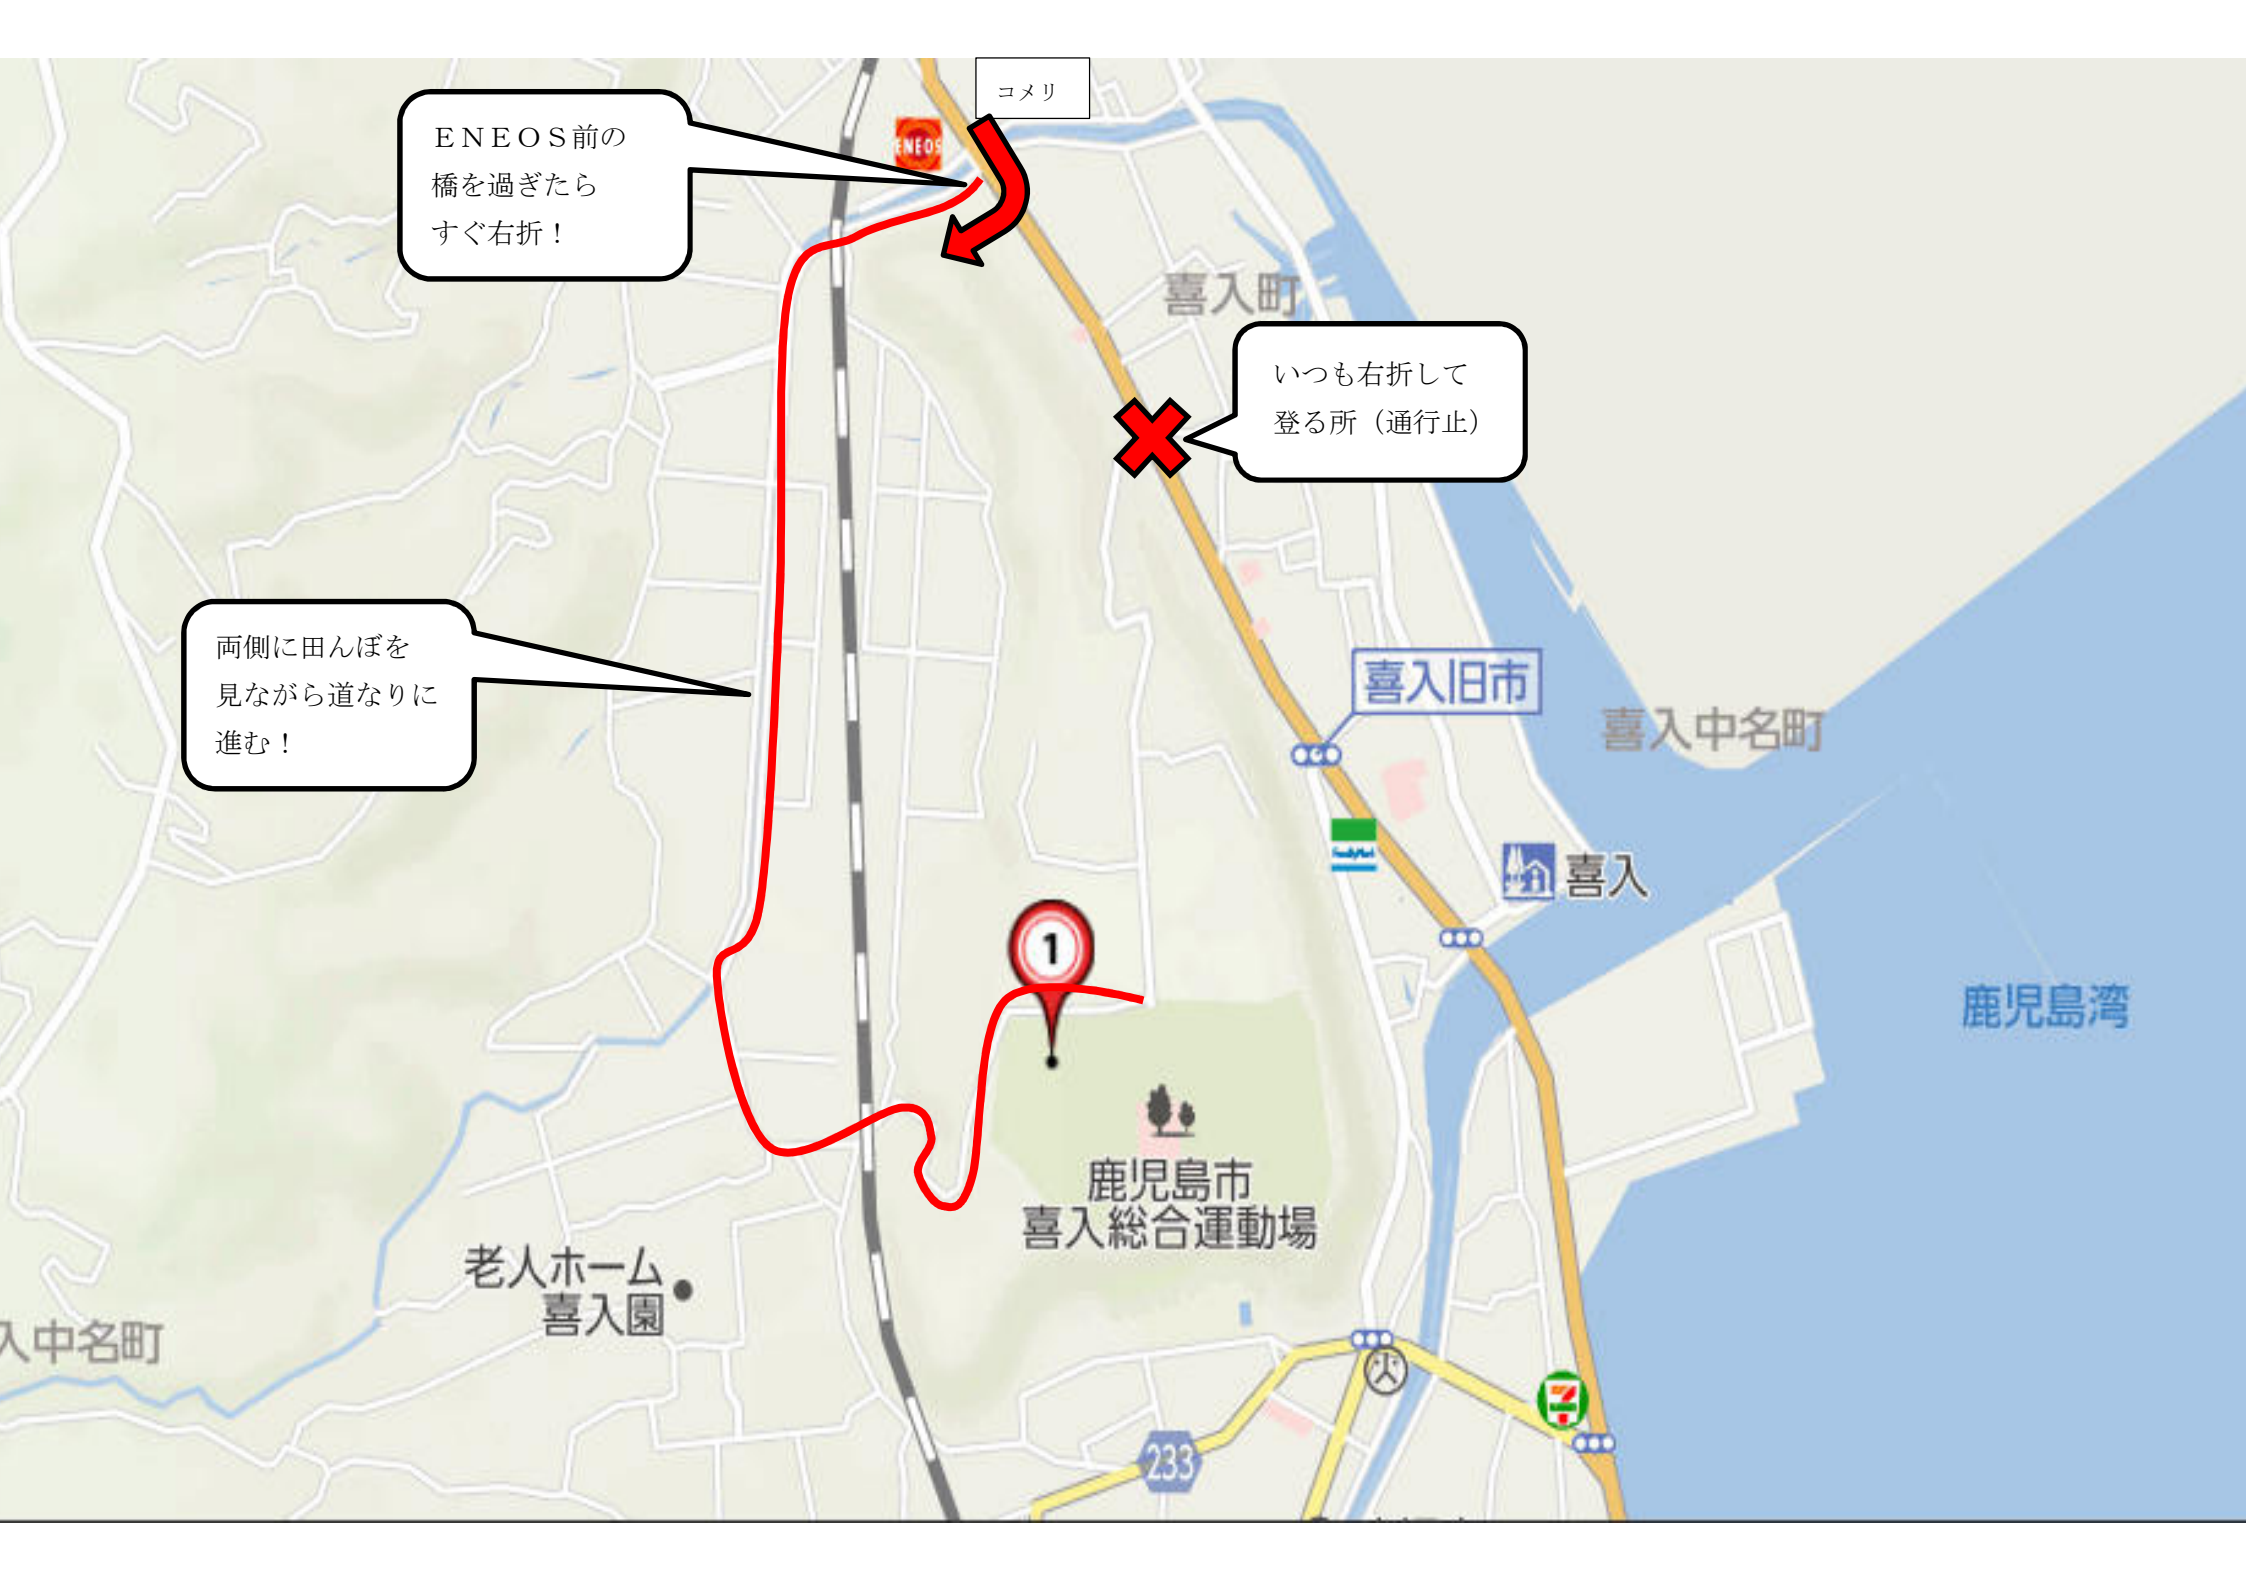 コメリ
ENEOS
ＥＮＥＯＳ前の
橋を過ぎたら
すぐ右折！
喜入町
いつも右折して
登る所（通行止）
両側に田んぼを
見ながら道なりに
進む！
喜入旧市
喜入中名町
FamilyMart
喜入
1
鹿児島湾
鹿児島市
喜入総合運動場
老人ホーム
喜入園
入中名町
7
233